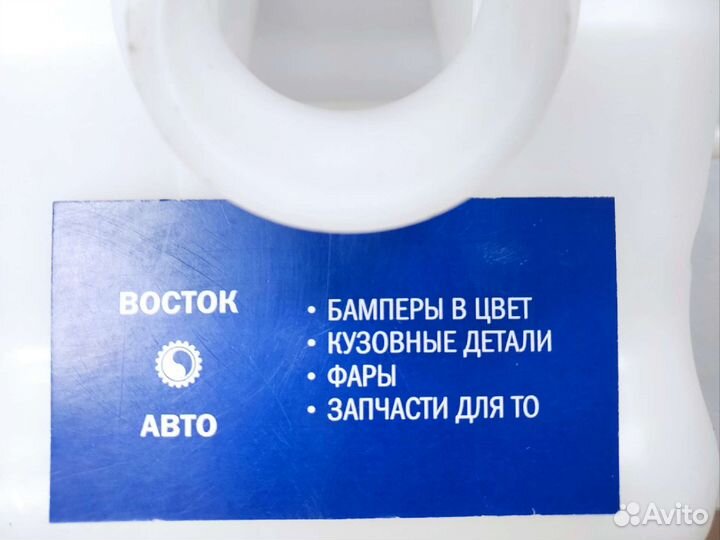 ВОСТОК
АВТО
• БАМПЕРЫ В ЦВЕТ
• КУЗОВНЫЕ ДЕТАЛИ
• ФАРЫ
• ЗАПЧАСТИ ДЛЯ ТО
Avito